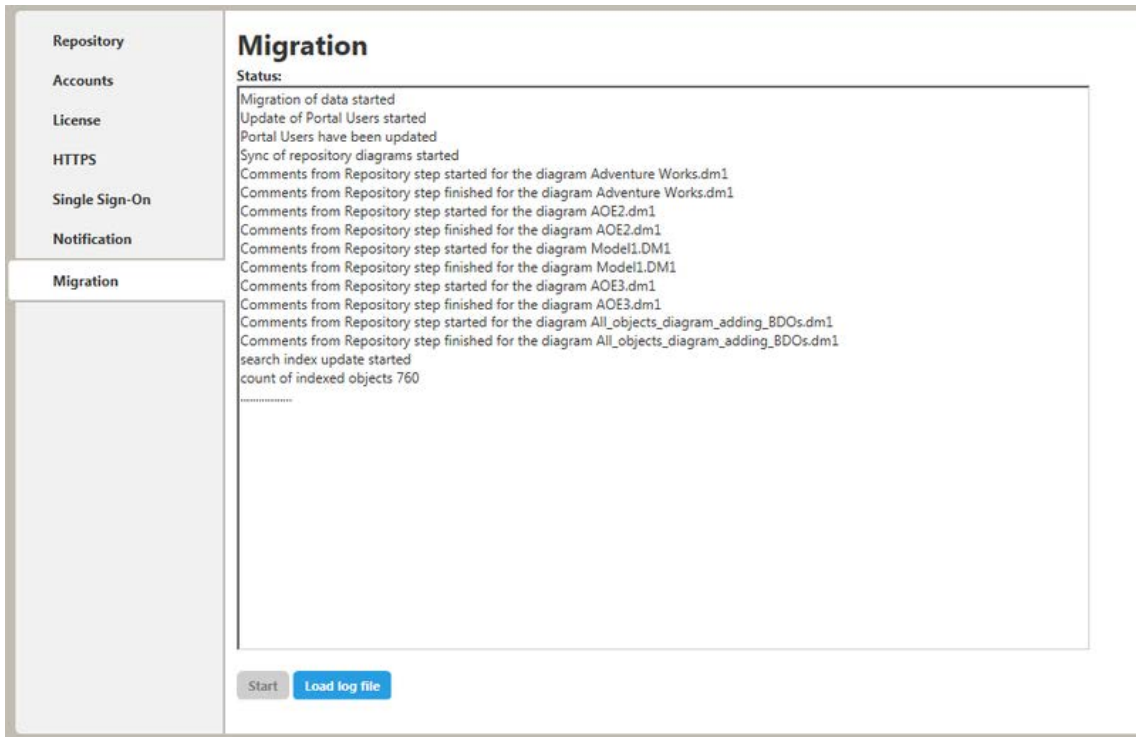 Repository
Accounts
License
HTTPS
Single Sign-On
Notification
Migration
Migration
Status:
Migration of data started
Update of Portal Users started
Portal Users have been updated
Sync of repository diagrams started
Comments from Repository step started for the diagram Adventure Works.dm1
Comments from Repository step finished for the diagram Adventure Works.dm1
Comments from Repository step started for the diagram AOE2.dm1
Comments from Repository step finished for the diagram AOE2.dm1
Comments from Repository step started for the diagram Model1.DM1
Comments from Repository step finished for the diagram Model1.DM1
Comments from Repository step started for the diagram AOE3.dm1
Comments from Repository step finished for the diagram AOE3.dm1
Comments from Repository step started for the diagram All_objects_diagram_adding_BDOs.dm1
Comments from Repository step finished for the diagram All_objects_diagram_adding_BDOs.dm1
search index update started
count of indexed objects 760
.................
Start Load log file